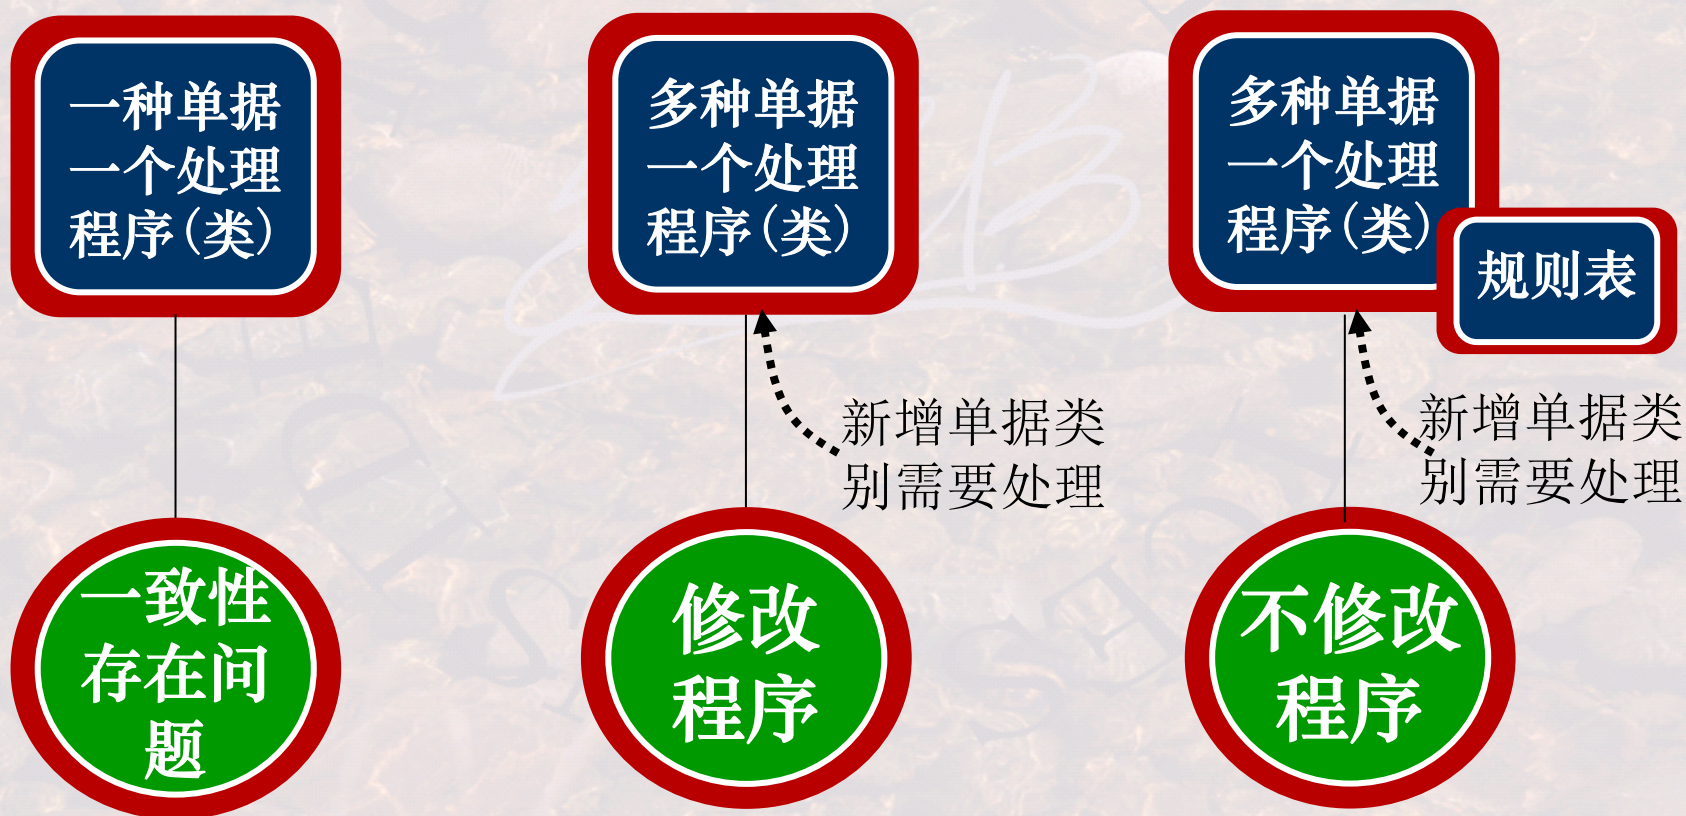 一种单据
一个处理
程序(类)
多种单据
一个处理
程序(类)
多种单据
一个处理
程序(类)
规则表
新增单据类
别需要处理
新增单据类
别需要处理
一致性
存在问
题
修改
程序
不修改
程序